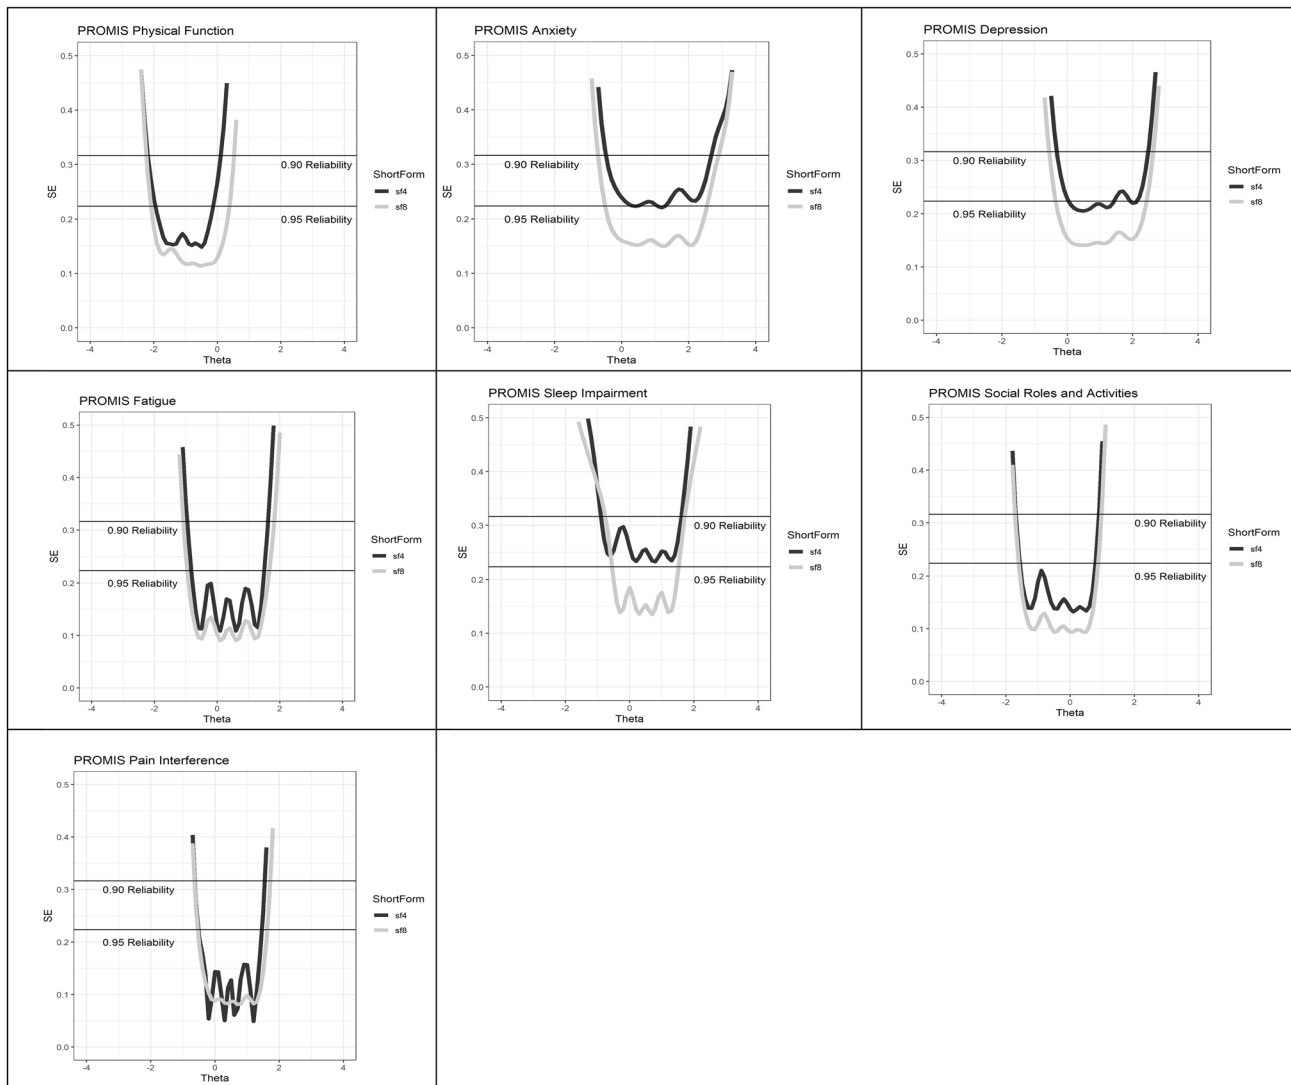 PROMIS Physical Function
0.5
0.4
0.3
0.2
0.1
0.0
SE
0.90 Reliability
0.95 Reliability
-4
-2
0
2
4
Theta
ShortForm
sf4
sf8
PROMIS Anxiety
0.5
0.4
0.3
0.2
0.1
0.0
SE
0.90 Reliability
0.95 Reliability
-4
-2
0
2
4
Theta
ShortForm
sf4
sf8
PROMIS Depression
0.5
0.4
0.3
0.2
0.1
0.0
SE
0.90 Reliability
0.95 Reliability
-4
-2
0
2
4
Theta
ShortForm
sf4
sf8
PROMIS Fatigue
0.5
0.4
0.3
0.2
0.1
0.0
SE
0.90 Reliability
0.95 Reliability
-4
-2
0
2
4
Theta
ShortForm
sf4
sf8
PROMIS Sleep Impairment
0.5
0.4
0.3
0.2
0.1
0.0
SE
0.90 Reliability
0.95 Reliability
-4
-2
0
2
4
Theta
ShortForm
sf4
sf8
PROMIS Social Roles and Activities
0.5
0.4
0.3
0.2
0.1
0.0
SE
0.90 Reliability
0.95 Reliability
-4
-2
0
2
4
Theta
ShortForm
sf4
sf8
PROMIS Pain Interference
0.5
0.4
0.3
0.2
0.1
0.0
SE
0.90 Reliability
0.95 Reliability
-4
-2
0
2
4
Theta
ShortForm
sf4
sf8